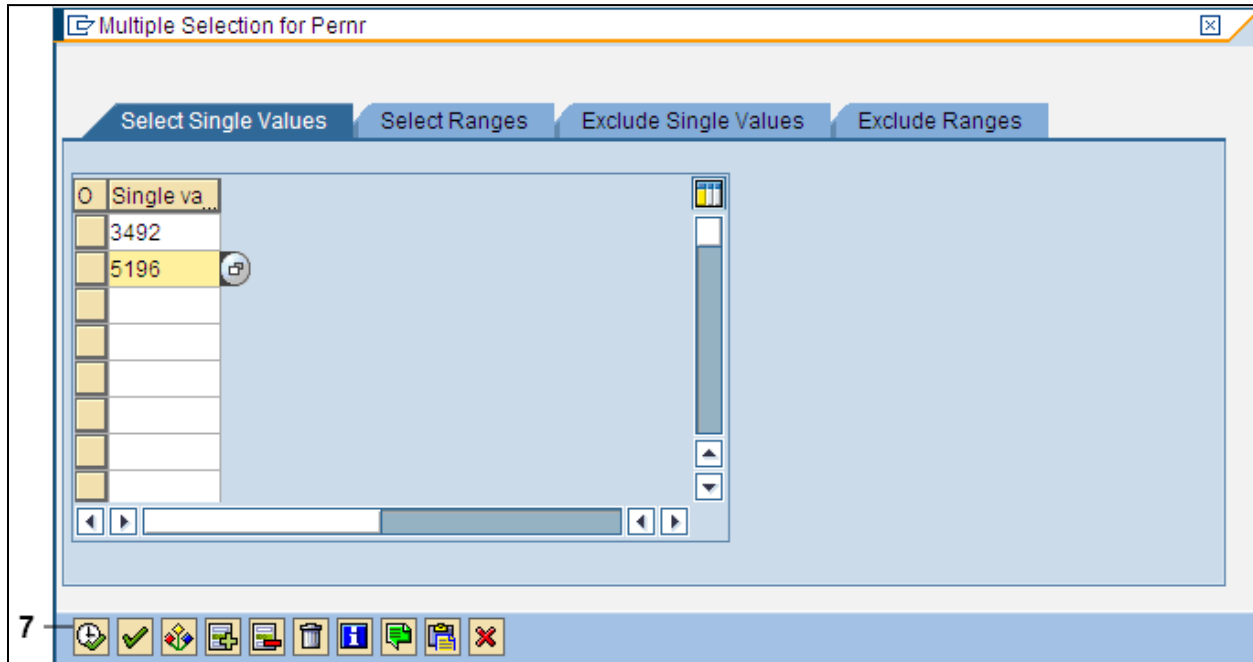 Multiple Selection for Pernr
Select Single Values Select Ranges Exclude Single Values Exclude Ranges
O Single va...
3492
5196
7